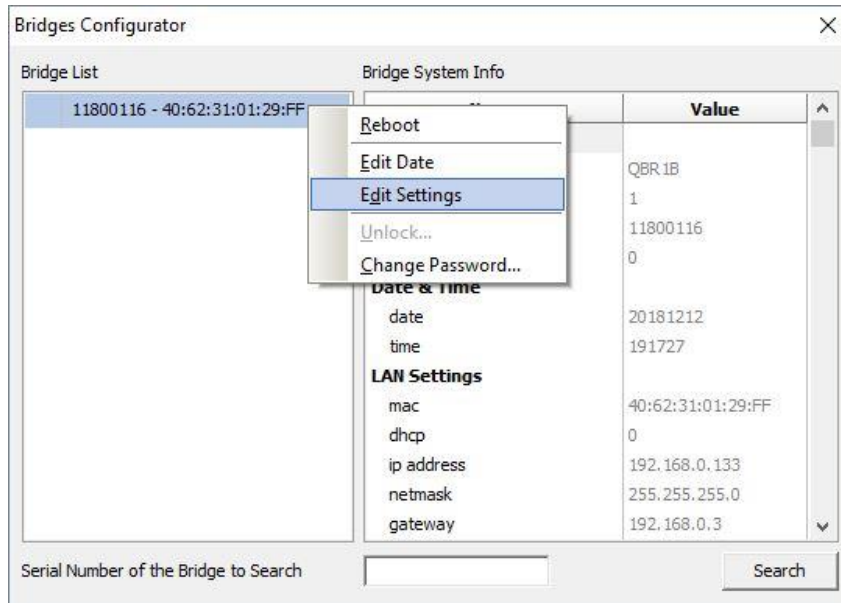 Bridges Configurator
Bridge List
Bridge System Info
11800116 - 40:62:31:01:29:FF
Value
Reboot
Edit Date
Edit Settings
Unlock...
Change Password...
QBR1B
1
11800116
0
Date & Time
date 20181212
time 191727
LAN Settings
mac 40:62:31:01:29:FF
dhcp 0
ip address 192.168.0.133
netmask 255.255.255.0
gateway 192.168.0.3
Serial Number of the Bridge to Search
Search